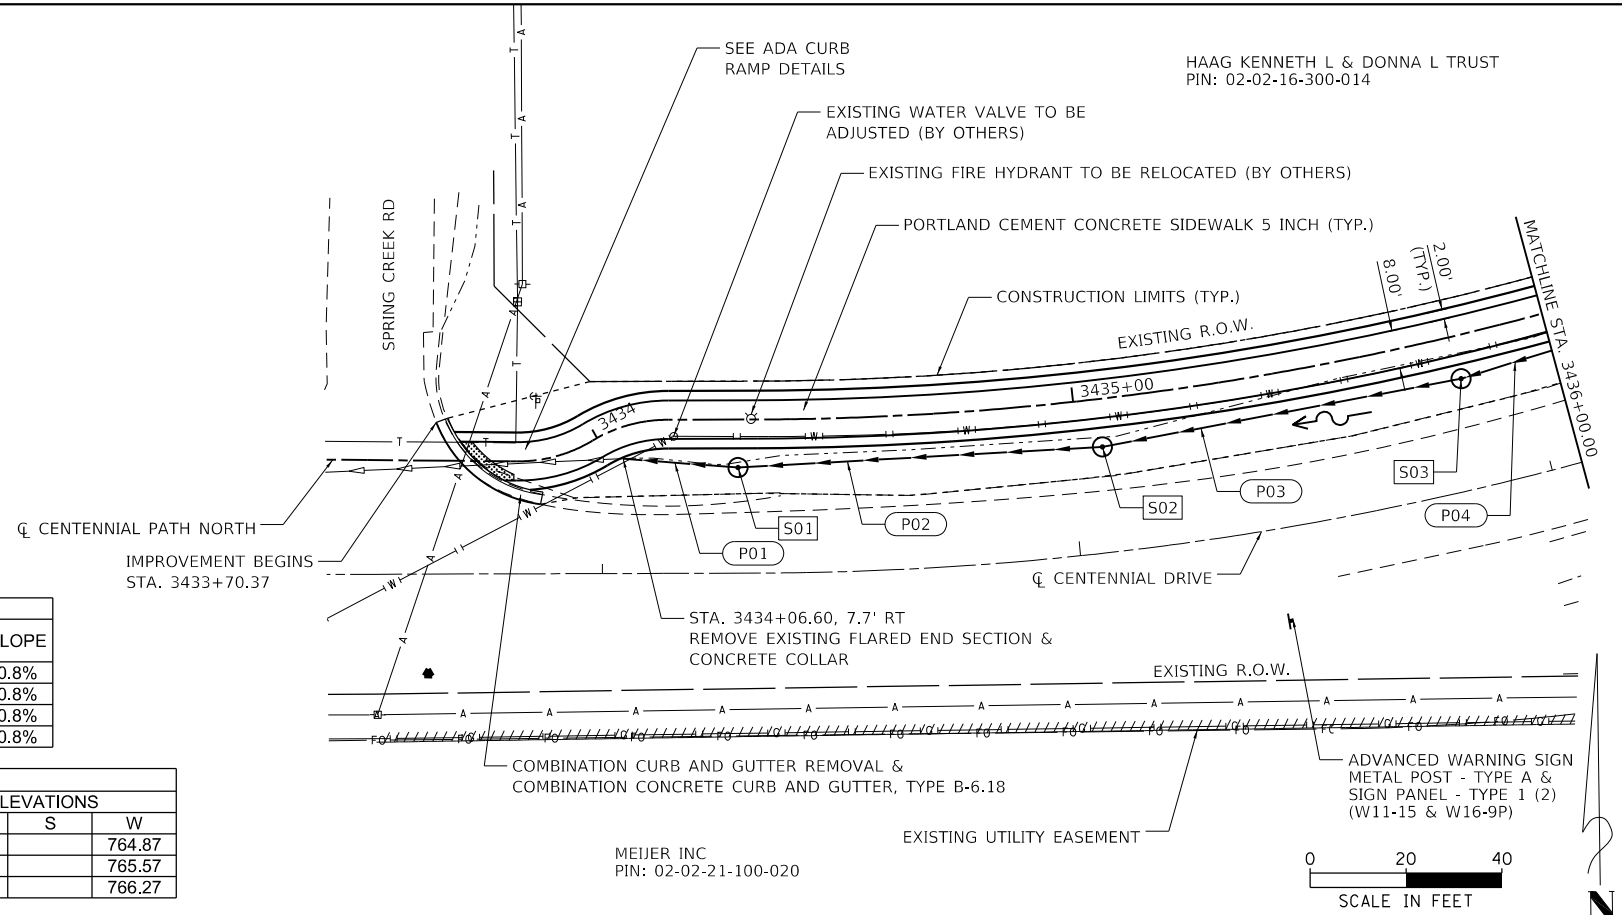 SEE ADA CURB
RAMP DETAILS
HAAG KENNETH L & DONNA L TRUST
PIN: 02-02-16-300-014
EXISTING WATER VALVE TO BE
ADJUSTED (BY OTHERS)
EXISTING FIRE HYDRANT TO BE RELOCATED (BY OTHERS)
PORTLAND CEMENT CONCRETE SIDEWALK 5 INCH (TYP.)
SPRING CREEK RD
CONSTRUCTION LIMITS (TYP.)
EXISTING R.O.W.
8.00'
2.00'
(TYP.)
MATCHLINE STA. 3436+00.00
3434
3435+00
S01
S02
S03
P01
P02
P03
P04
℄ CENTENNIAL PATH NORTH
IMPROVEMENT BEGINS
STA. 3433+70.37
℄ CENTENNIAL DRIVE
STA. 3434+06.60, 7.7' RT
REMOVE EXISTING FLARED END SECTION &
CONCRETE COLLAR
EXISTING R.O.W.
LOPE
0.8%
0.8%
0.8%
0.8%
LEVATIONS
S W
764.87
765.57
766.27
COMBINATION CURB AND GUTTER REMOVAL &
COMBINATION CONCRETE CURB AND GUTTER, TYPE B-6.18
ADVANCED WARNING SIGN
METAL POST - TYPE A &
SIGN PANEL - TYPE 1 (2)
(W11-15 & W16-9P)
EXISTING UTILITY EASEMENT
MEIJER INC
PIN: 02-02-21-100-020
0 20 40
SCALE IN FEET
N